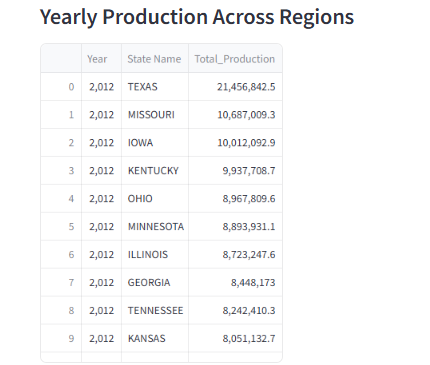 Yearly Production Across Regions
Year State Name Total_Production
0 2,012 TEXAS 21,456,842.5
1 2,012 MISSOURI 10,687,009.3
2 2,012 IOWA 10,012,092.9
3 2,012 KENTUCKY 9,937,708.7
4 2,012 OHIO 8,967,809.6
5 2,012 MINNESOTA 8,893,931.1
6 2,012 ILLINOIS 8,723,247.6
7 2,012 GEORGIA 8,448,173
8 2,012 TENNESSEE 8,242,410.3
9 2,012 KANSAS 8,051,132.7